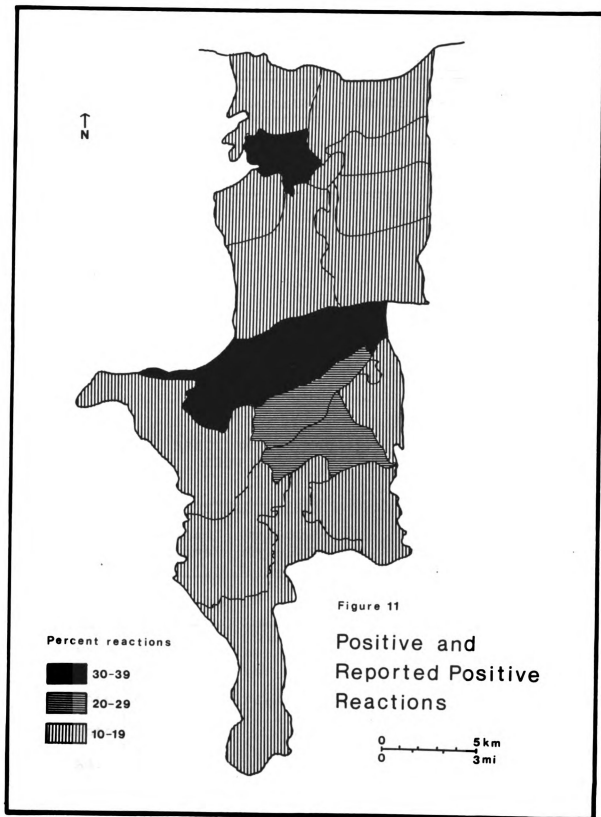 N
Figure 11
Positive and
Reported Positive
Reactions
Percent reactions
30-39
20-29
10-19
0 5 km
0 3 mi